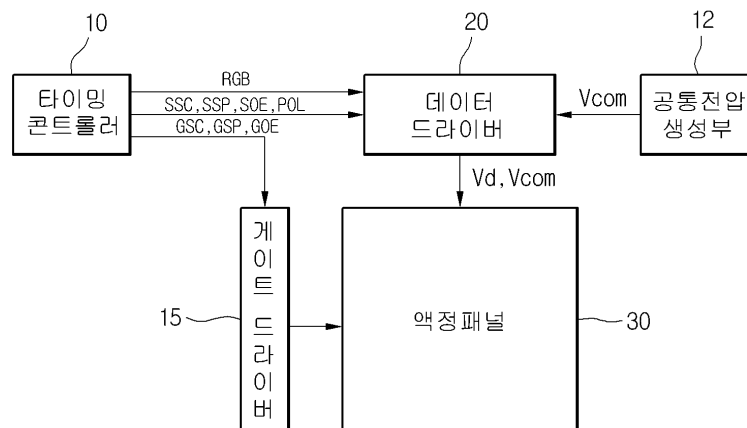 10
20
12
타이밍
콘트롤러
RGB
SSC,SSP,SOE,POL
GSC,GSP,GOE
데이터
드라이버
Vcom
공통전압
생성부
Vd,Vcom
게이트 드라이버
15
액정패널
30